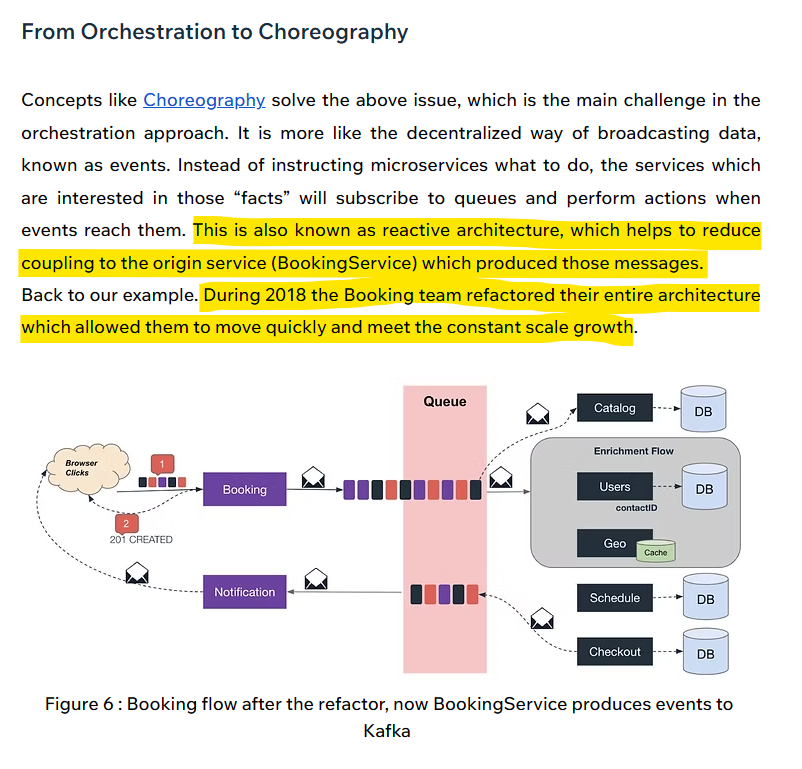 From Orchestration to Choreography
Concepts like Choreography solve the above issue, which is the main challenge in the
orchestration approach. It is more like the decentralized way of broadcasting data,
known as events. Instead of instructing microservices what to do, the services which
are interested in those “facts” will subscribe to queues and perform actions when
events reach them. This is also known as reactive architecture, which helps to reduce
coupling to the origin service (BookingService) which produced those messages.
Back to our example. During 2018 the Booking team refactored their entire architecture
which allowed them to move quickly and meet the constant scale growth.
Queue
Catalog
DB
Enrichment Flow
Browser
Clicks
1
Booking
Users
DB
contactID
2
201 CREATED
Geo
Cache
Notification
Schedule
DB
Checkout
DB
Figure 6 : Booking flow after the refactor, now BookingService produces events to
Kafka